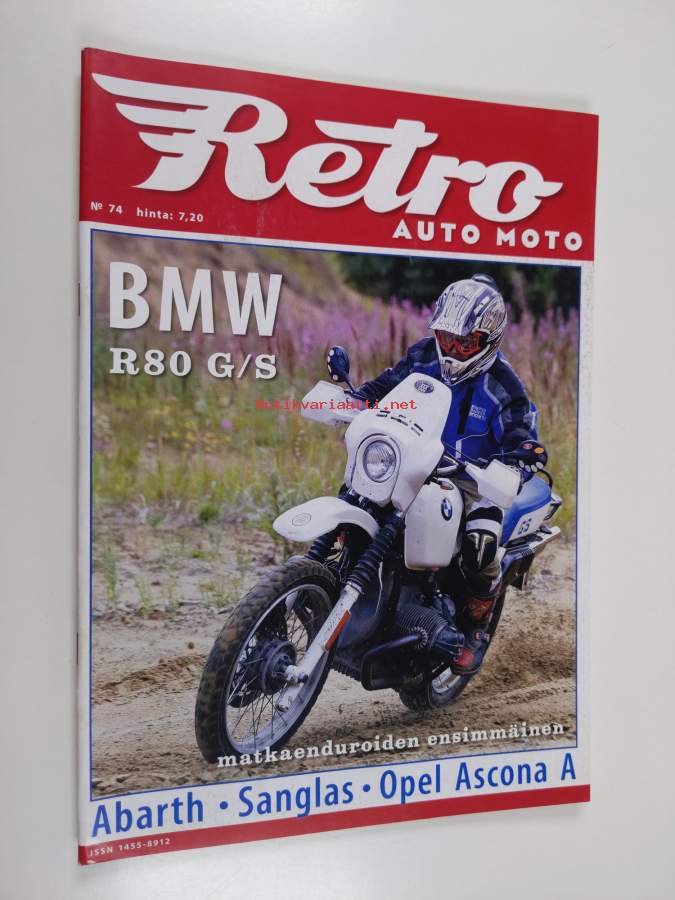 Retro
AUTO MOTO
№ 74 hinta: 7,20
BMW
R80 G/S
antikvariaatti.net
matkaenduroiden ensimmäinen
Abarth • Sanglas • Opel Ascona A
ISSN 1455-8912